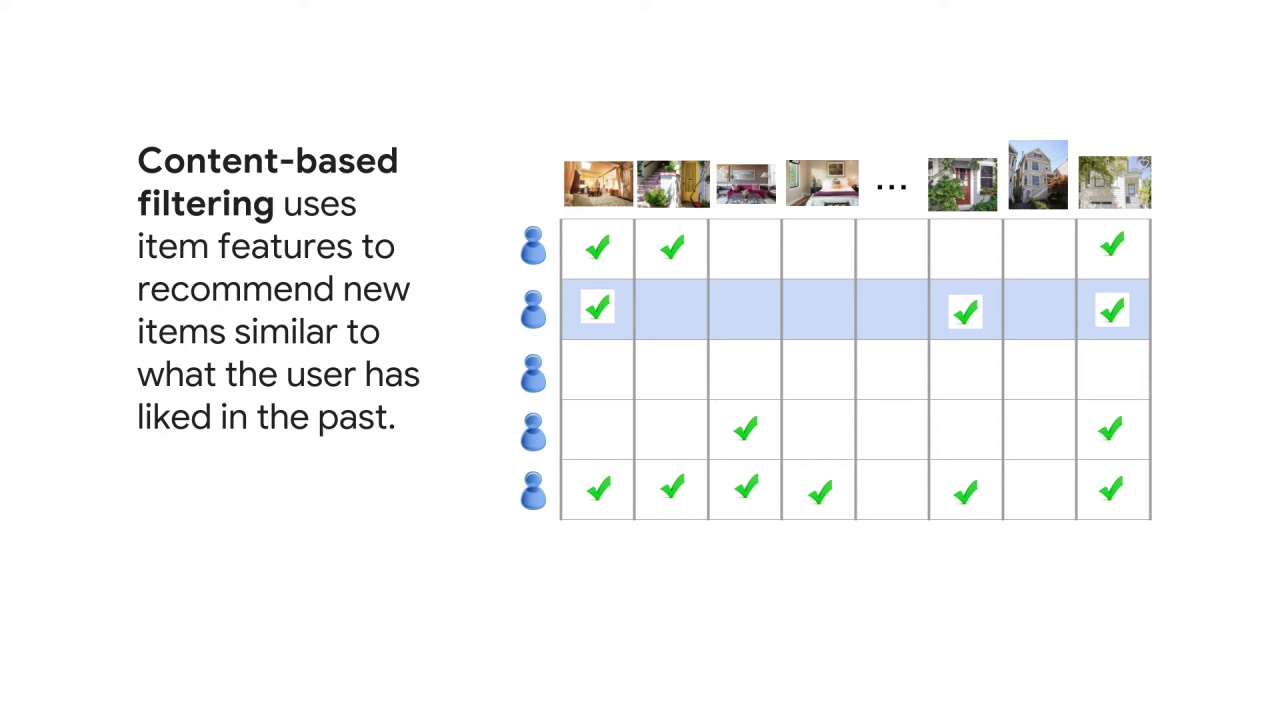 Content-based
filtering uses
item features to
recommend new
items similar to
what the user has
liked in the past.
...